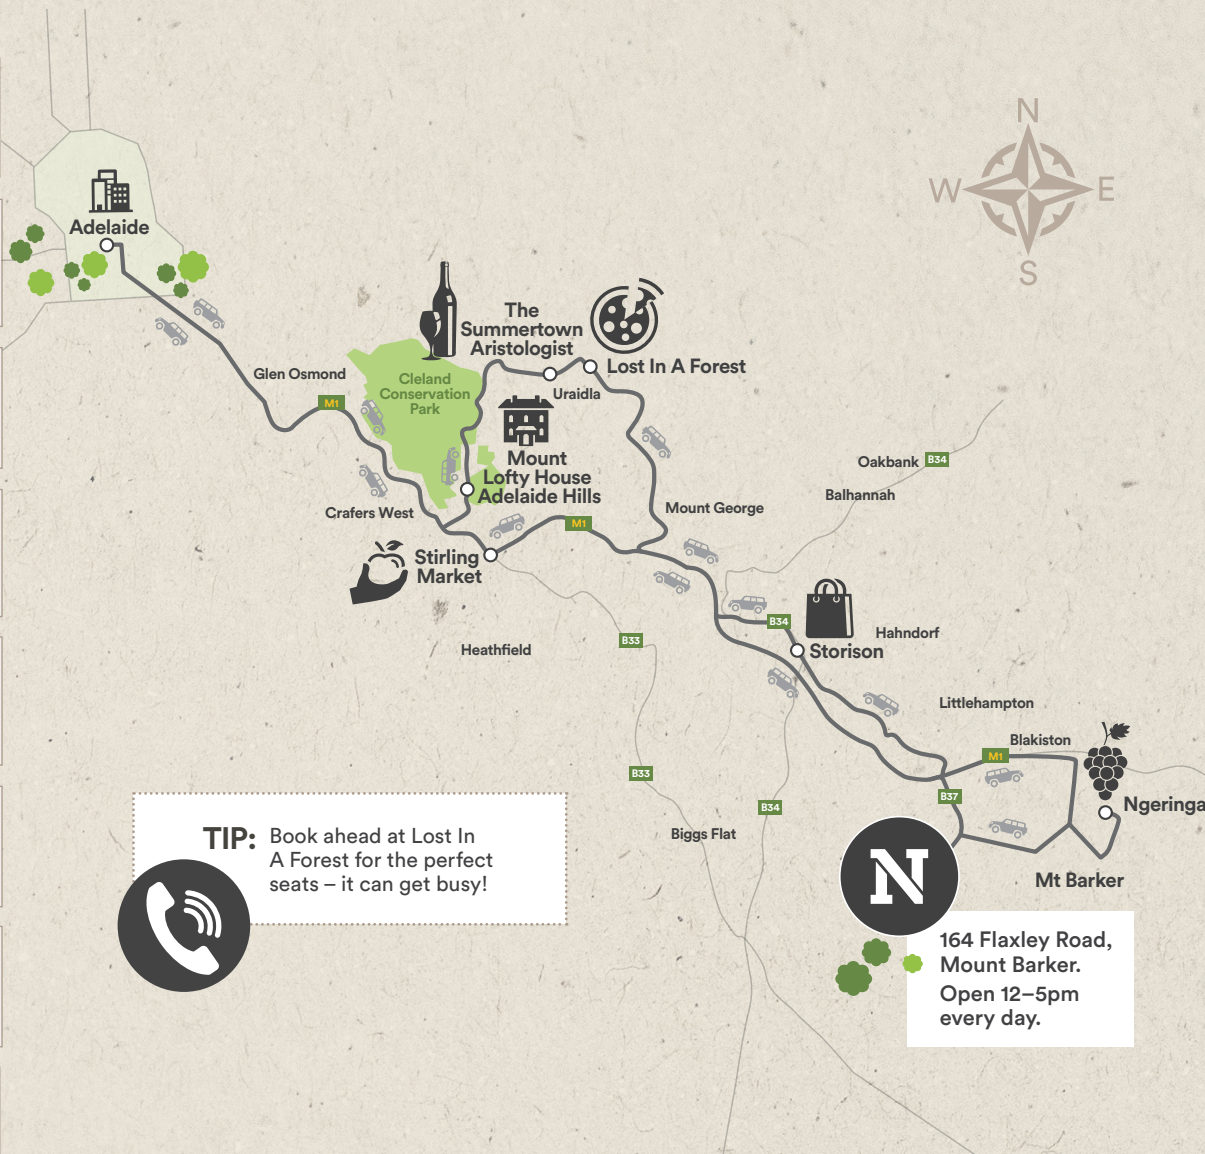 N
W
E
S
Adelaide
The
Summertown
Aristologist
Lost In A Forest
Glen Osmond
Cleland
Conservation
Park
Uraidla
M1
Mount
Lofty House
Adelaide Hills
Oakbank
B34
Balhannah
Crafers West
Mount George
M1
Stirling
Market
B34
Hahndorf
Heathfield
B33
Storison
Littlehampton
Blakiston
M1
B33
B37
B34
Ngeringa
Biggs Flat
TIP:
Book ahead at Lost In
A Forest for the perfect
seats – it can get busy!
N
Mt Barker
164 Flaxley Road,
Mount Barker.
Open 12–5pm
every day.